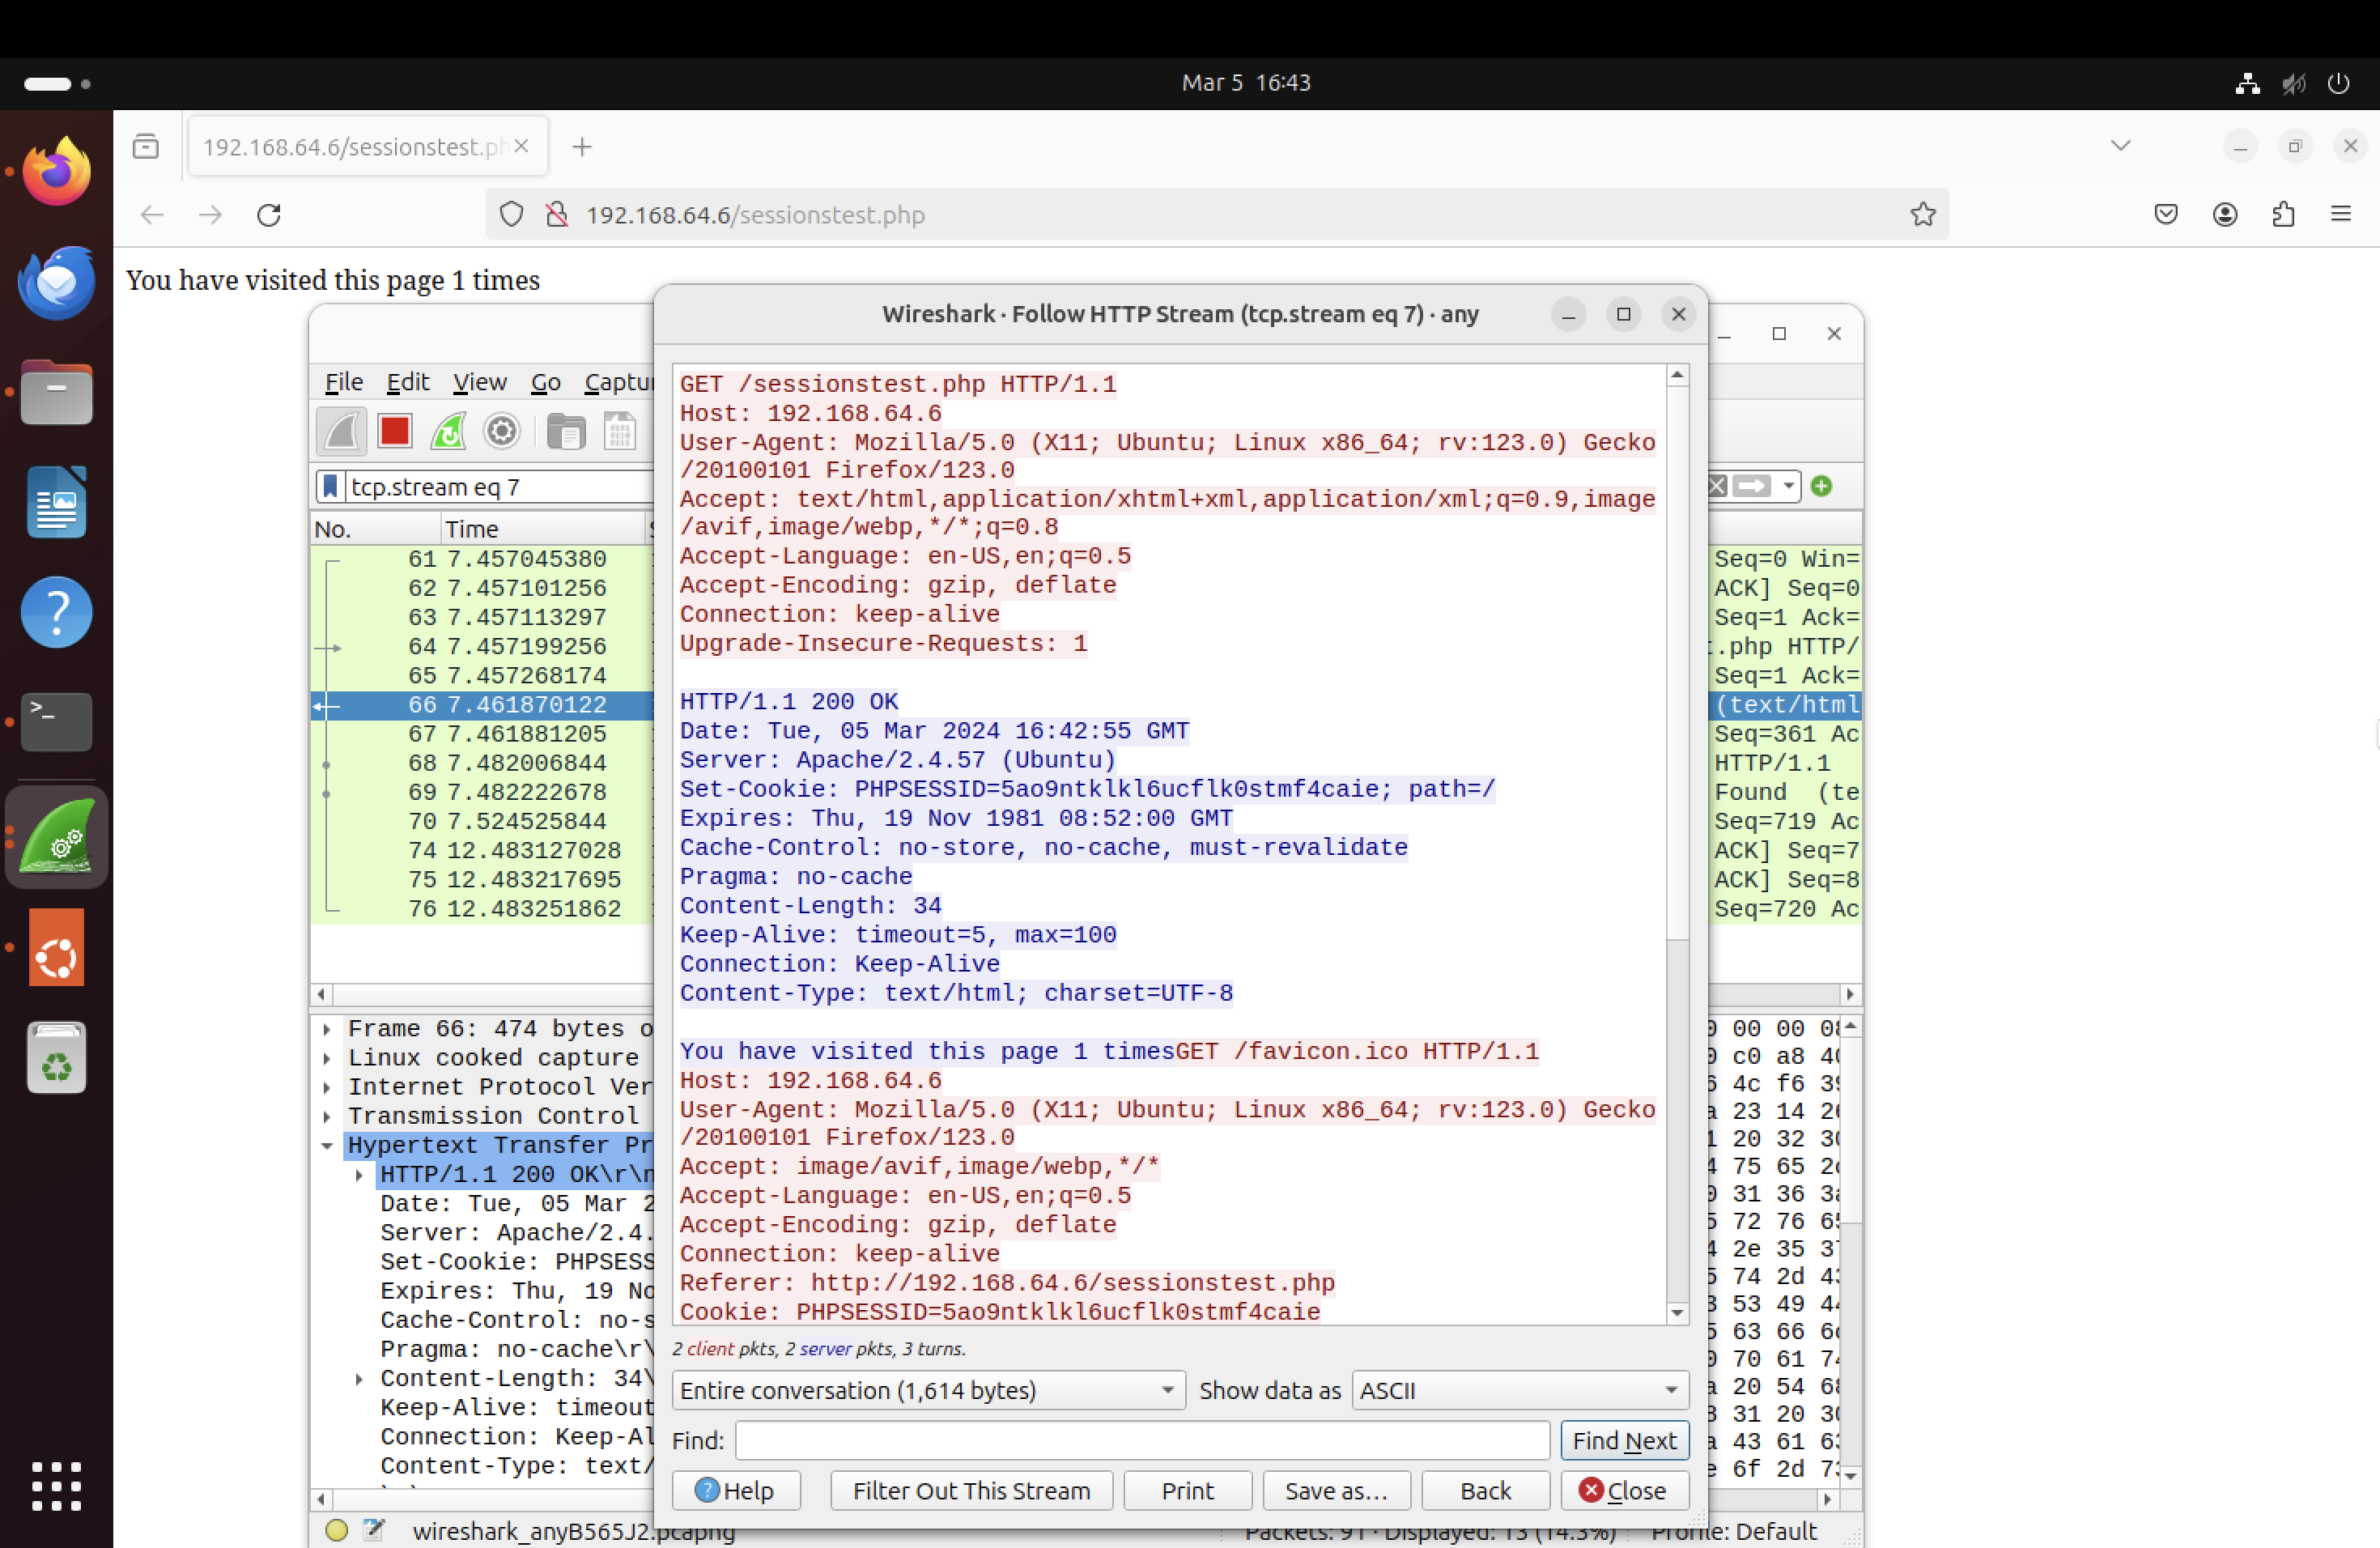 Mar 5 16:43
192.168.64.6/sessionstest.ph
192.168.64.6/sessionstest.php
You have visited this page 1 times
Wireshark · Follow HTTP Stream (tcp.stream eq 7) · any
File Edit View Go Captu
tcp.stream eq 7
No. Time
61 7.457045380
62 7.457101256
63 7.457113297
64 7.457199256
65 7.457268174
66 7.461870122
67 7.461881205
68 7.482006844
69 7.482222678
70 7.524525844
74 12.483127028
75 12.483217695
76 12.483251862
Frame 66: 474 bytes o
Linux cooked capture
Internet Protocol Ver
Transmission Control
Hypertext Transfer Pr
HTTP/1.1 200 OK\r\n
Date: Tue, 05 Mar 2
Server: Apache/2.4.
Set-Cookie: PHPSESS
Expires: Thu, 19 No
Cache-Control: no-s
Pragma: no-cache\r\
Content-Length: 34\
Keep-Alive: timeout
Connection: Keep-Al
Content-Type: text/
GET /sessionstest.php HTTP/1.1
Host: 192.168.64.6
User-Agent: Mozilla/5.0 (X11; Ubuntu; Linux x86_64; rv:123.0) Gecko
/20100101 Firefox/123.0
Accept: text/html,application/xhtml+xml,application/xml;q=0.9,image
/avif,image/webp,*/*;q=0.8
Accept-Language: en-US,en;q=0.5
Accept-Encoding: gzip, deflate
Connection: keep-alive
Upgrade-Insecure-Requests: 1
HTTP/1.1 200 OK
Date: Tue, 05 Mar 2024 16:42:55 GMT
Server: Apache/2.4.57 (Ubuntu)
Set-Cookie: PHPSESSID=5ao9ntklkl6ucflk0stmf4caie; path=/
Expires: Thu, 19 Nov 1981 08:52:00 GMT
Cache-Control: no-store, no-cache, must-revalidate
Pragma: no-cache
Content-Length: 34
Keep-Alive: timeout=5, max=100
Connection: Keep-Alive
Content-Type: text/html; charset=UTF-8
You have visited this page 1 timesGET /favicon.ico HTTP/1.1
Host: 192.168.64.6
User-Agent: Mozilla/5.0 (X11; Ubuntu; Linux x86_64; rv:123.0) Gecko
/20100101 Firefox/123.0
Accept: image/avif,image/webp,*/*
Accept-Language: en-US,en;q=0.5
Accept-Encoding: gzip, deflate
Connection: keep-alive
Referer: http://192.168.64.6/sessionstest.php
Cookie: PHPSESSID=5ao9ntklkl6ucflk0stmf4caie
2 client pkts, 2 server pkts, 3 turns.
Entire conversation (1,614 bytes) Show data as ASCII
Find: Find Next
Help Filter Out This Stream Print Save as… Back Close
Seq=0 Win=
ACK] Seq=0
Seq=1 Ack=
.php HTTP/
Seq=1 Ack=
(text/html
Seq=361 Ac
HTTP/1.1
Found (te
Seq=719 Ac
ACK] Seq=7
ACK] Seq=8
Seq=720 Ac
00 00 08
c0 a8 40
4c f6 39
23 14 26
20 32 30
75 65 2c
31 36 3a
72 76 65
2e 35 37
74 2d 43
53 49 44
63 66 6c
70 61 74
20 54 68
31 20 30
43 61 63
6f 2d 73
wireshark_anyB565J2.pcapng Packets: 91 · Displayed: 13 (14.3%) Profile: Default